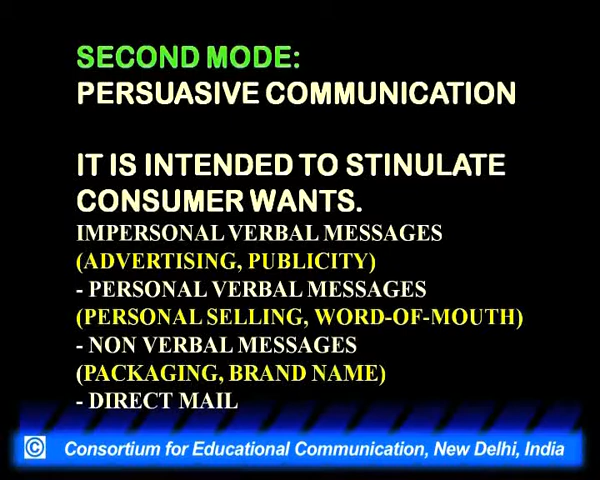 SECOND MODE:
PERSUASIVE COMMUNICATION
IT IS INTENDED TO STINULATE
CONSUMER WANTS.
IMPERSONAL VERBAL MESSAGES
(ADVERTISING, PUBLICITY)
- PERSONAL VERBAL MESSAGES
(PERSONAL SELLING, WORD-OF-MOUTH)
- NON VERBAL MESSAGES
(PACKAGING, BRAND NAME)
- DIRECT MAIL
© Consortium for Educational Communication, New Delhi, India